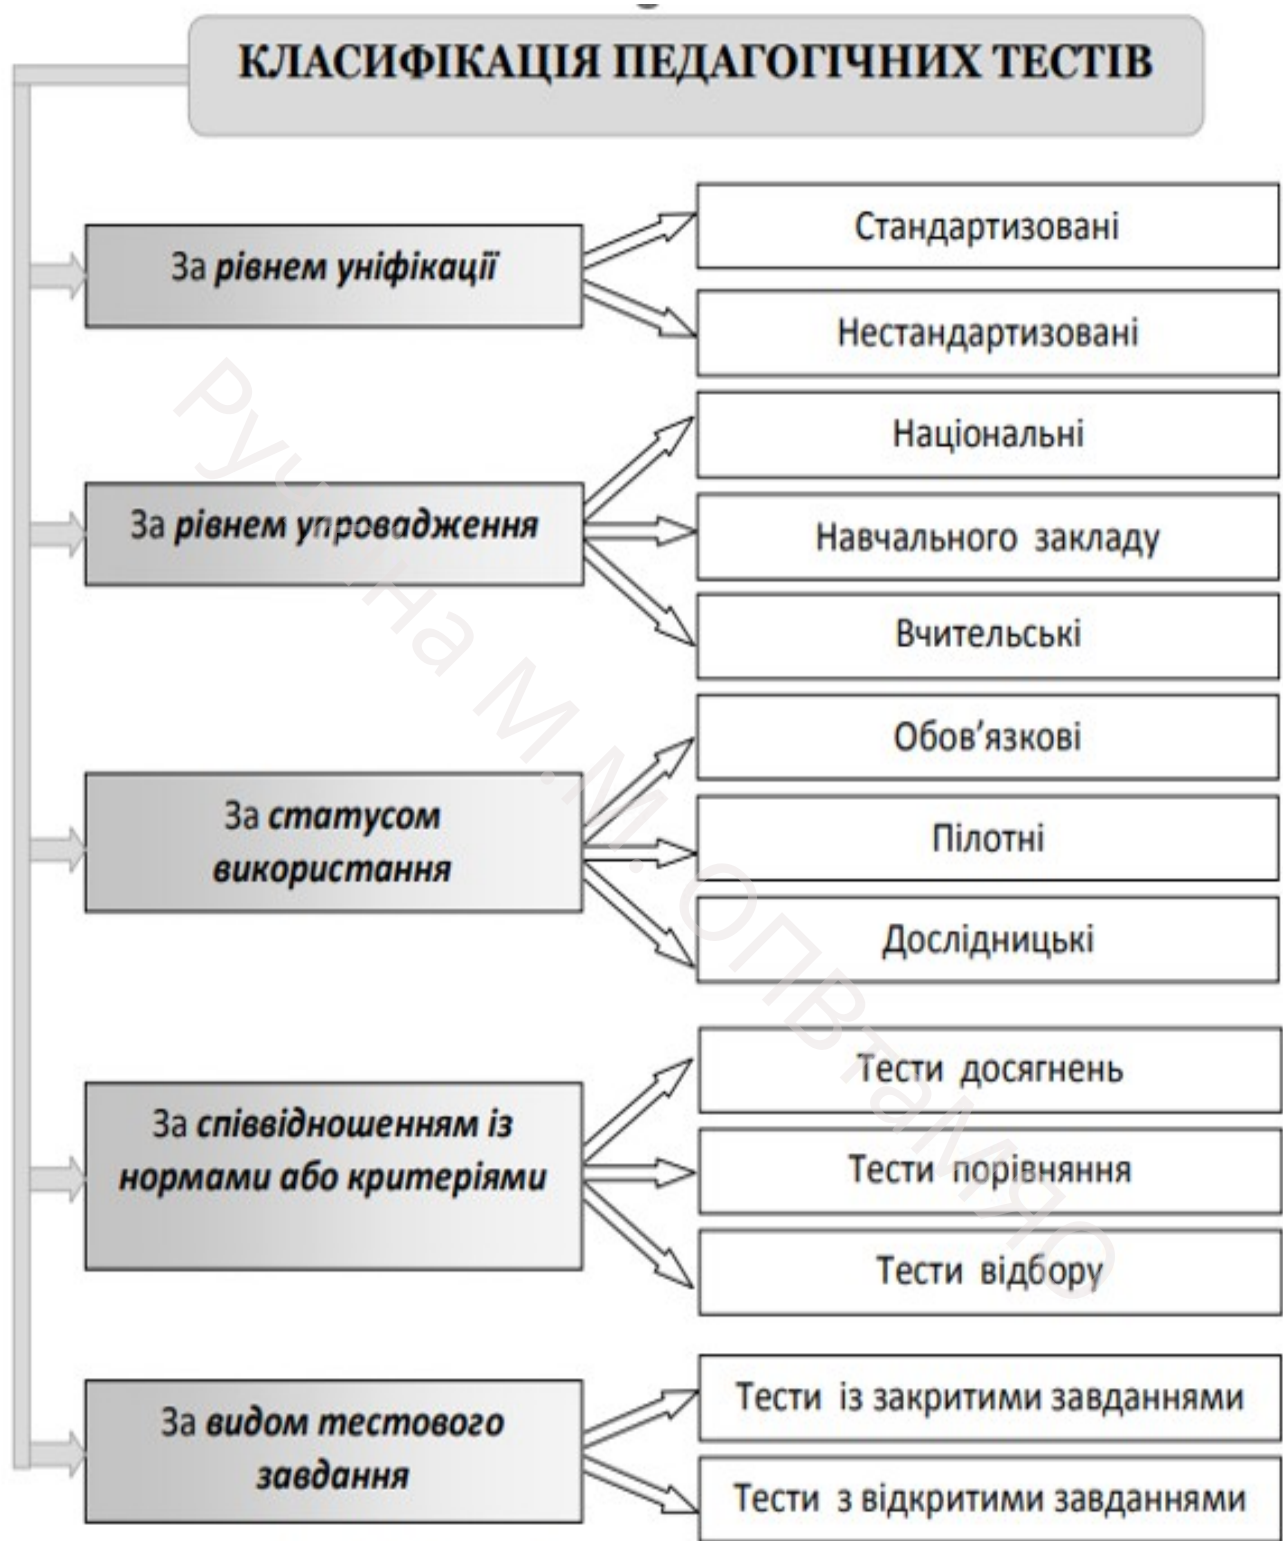 КЛАСИФІКАЦІЯ ПЕДАГОГІЧНИХ ТЕСТІВ
За рівнем уніфікації
Стандартизовані
Нестандартизовані
За рівнем упровадження
Національні
Навчального закладу
Вчительські
За статусом
використання
Обов’язкові
Пілотні
Дослідницькі
За співвідношенням із
нормами або критеріями
Тести досягнень
Тести порівняння
Тести відбору
За видом тестового
завдання
Тести із закритими завданнями
Тести з відкритими завданнями
М.М. ОПВтаМЯО